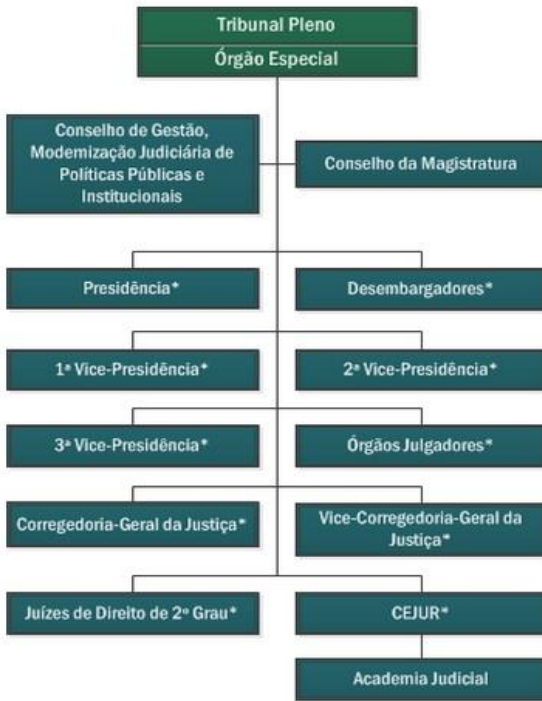 Tribunal Pleno
Órgão Especial
Conselho de Gestão,
Modernização Judiciária de
Políticas Públicas e
Institucionais
Conselho da Magistratura
Presidência*
Desembargadores*
1ª Vice-Presidência*
2ª Vice-Presidência*
3ª Vice-Presidência*
Órgãos Julgadores*
Corregedoria-Geral da Justiça*
Vice-Corregedoria-Geral da
Justiça*
Juízes de Direito de 2º Grau*
CEJUR*
Academia Judicial